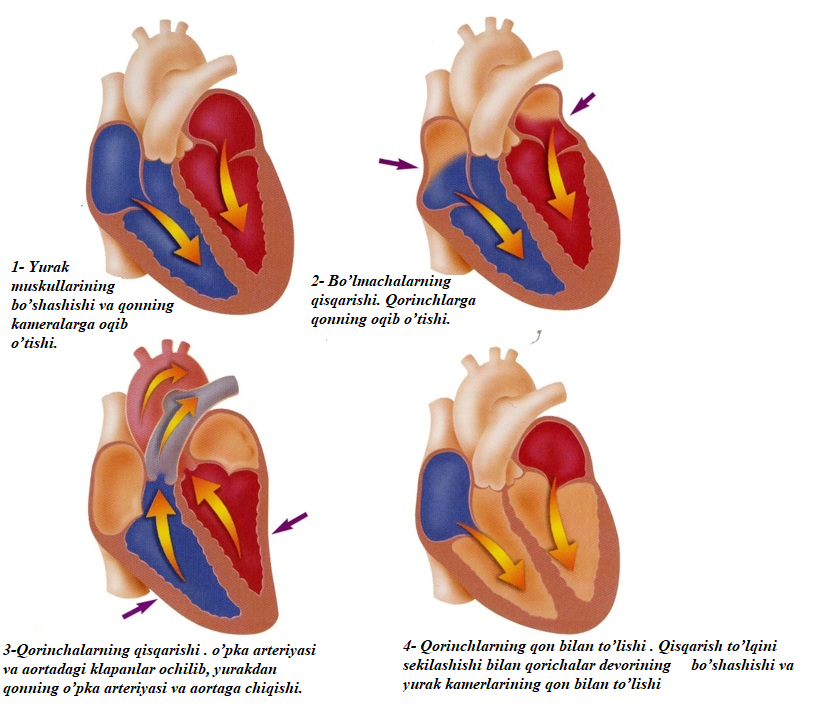 1- Yurak
muskullarining
bo’shashishi va qonning
kameralarga oqib
o’tishi.
2- Bo’lmachalarning
qisqarishi. Qorinchlarga
qonning oqib o’tishi.
3-Qorinchalarning qisqarishi . o’pka arteriyasi
va aortadagi klapanlar ochilib, yurakdan
qonning o’pka arteriyasi va aortaga chiqishi.
4- Qorinchlarning qon bilan to’lishi . Qisqarish to’lqini
sekilashishi bilan qorichalar devorining bo’shashishi va
yurak kamerlarining qon bilan to’lishi